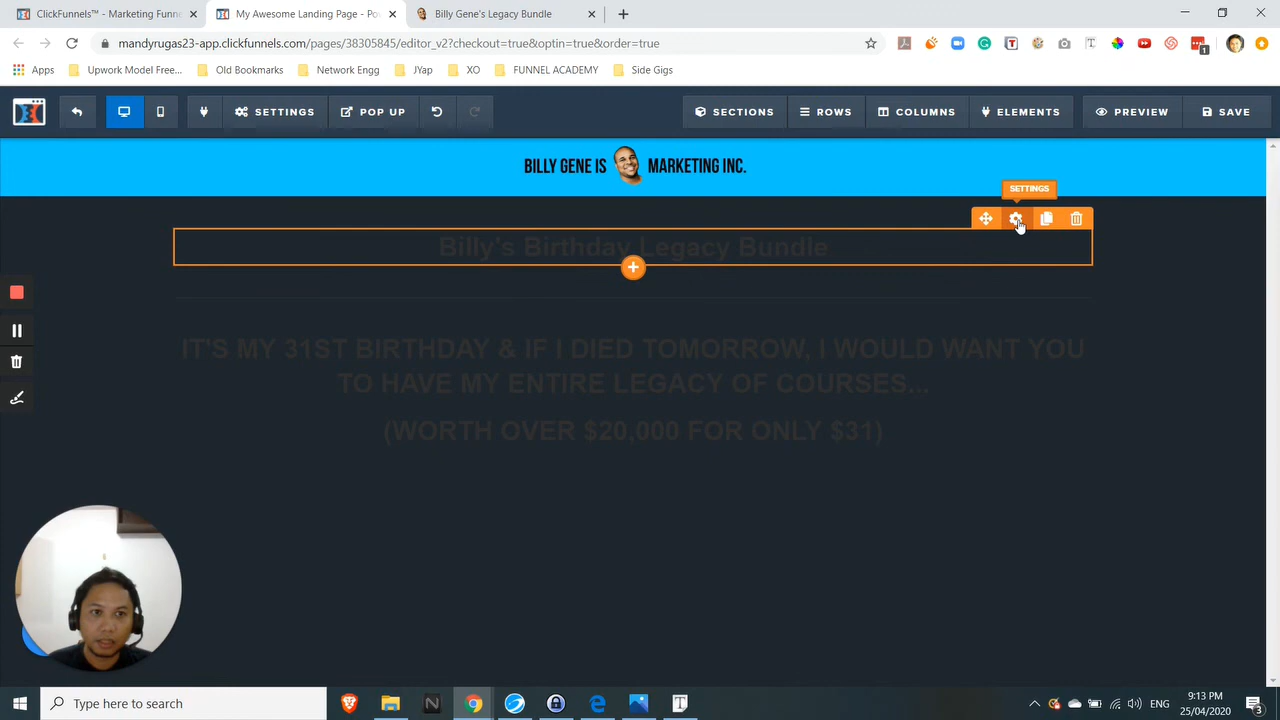 ClickFunnels™ - Marketing Funne
My Awesome Landing Page - Po
Billy Gene's Legacy Bundle
mandyrugas23-app.clickfunnels.com/pages/38305845/editor_v2?checkout=true&optin=true&order=true
Apps
Upwork Model Free...
Old Bookmarks
Network Engg
JYap
XO
FUNNEL ACADEMY
Side Gigs
1
SETTINGS
POP UP
SECTIONS
ROWS
COLUMNS
ELEMENTS
PREVIEW
SAVE
BILLY GENE IS MARKETING INC.
SETTINGS
Billy's Birthday Legacy Bundle
IT'S MY 31ST BIRTHDAY & IF I DIED TOMORROW, I WOULD WANT YOU
TO HAVE MY ENTIRE LEGACY OF COURSES...
(WORTH OVER $20,000 FOR ONLY $31)
Type here to search
ENG
9:13 PM
25/04/2020
3